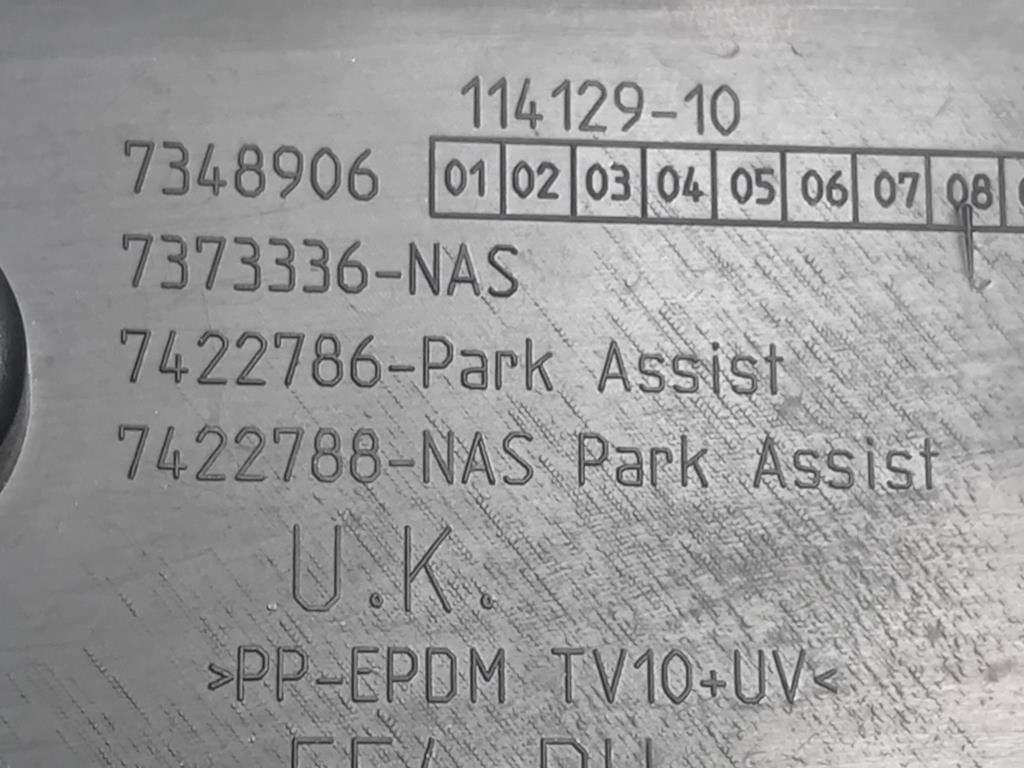 114129-10
7348906 01 02 03 04 05 06 07 08
7373336-NAS
7422786-Park Assist
7422788-NAS Park Assist
U.K.
>PP-EPDM TV10+UV<